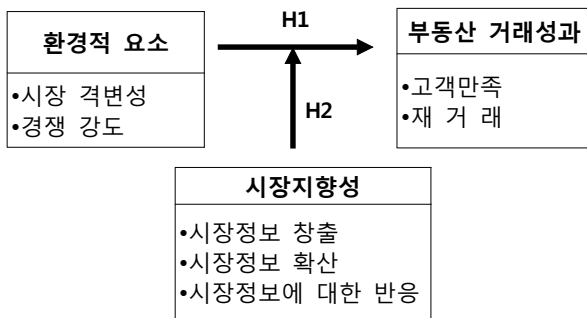 환경적 요소
•시장 격변성
•경쟁 강도
H1
부동산 거래성과
•고객만족
•재 거 래
H2
시장지향성
•시장정보 창출
•시장정보 확산
•시장정보에 대한 반응